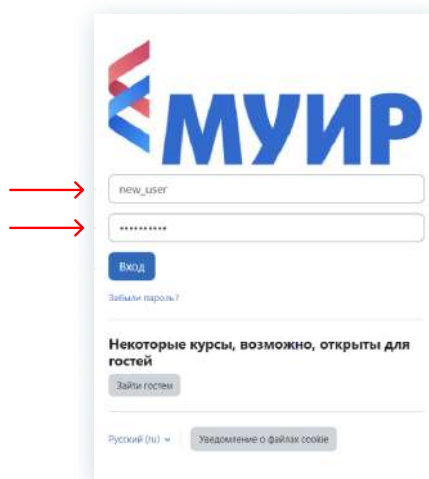 МУИР
new_user
••••••••••
Вход
Забыли пароль?
Некоторые курсы, возможно, открыты для
гостей
Зайти гостем
Русский (ru)
Уведомление о файлах cookie